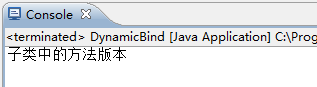 Console
<terminated> DynamicBind [Java Application] C:\Prog
子类中的方法版本